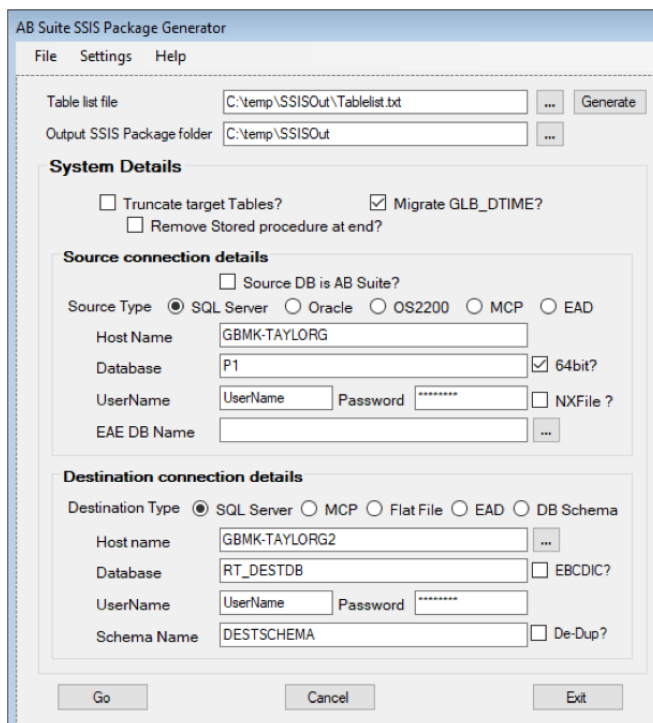 AB Suite SSIS Package Generator
File Settings Help
Table list file C:\temp\SSISOut\Tablelist.txt ... Generate
Output SSIS Package folder C:\temp\SSISOut ...
System Details
Truncate target Tables? Migrate GLB_DTIME?
Remove Stored procedure at end?
Source connection details
Source DB is AB Suite?
Source Type SQL Server Oracle OS2200 MCP EAD
Host Name GBMK-TAYLORG
Database P1 64bit?
UserName UserName Password ******** NXFile ?
EAE DB Name ...
Destination connection details
Destination Type SQL Server MCP Flat File EAD DB Schema
Host name GBMK-TAYLORG2 ...
Database RT_DESTDB EBCDIC?
UserName UserName Password ********
Schema Name DESTSCHEMA De-Dup?
Go Cancel Exit